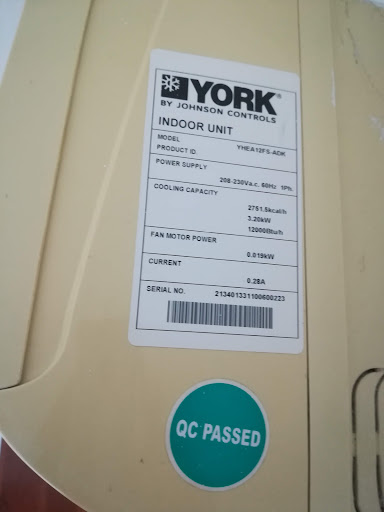 YORK®
BY JOHNSON CONTROLS
INDOOR UNIT
MODEL YHEA12FS-ADK
PRODUCT ID.
POWER SUPPLY 208-230Va.c. 60Hz 1Ph.
COOLING CAPACITY 2751.5kcal/h
3.20kW
12000Btu/h
FAN MOTOR POWER 0.019kW
CURRENT 0.28A
SERIAL NO. 213401331100600223
QC PASSED